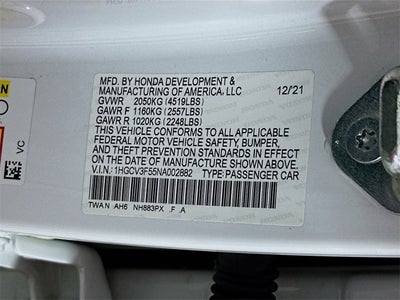 MFD. BY HONDA DEVELOPMENT &
MANUFACTURING OF AMERICA, LLC 12/21
GVWR 2050KG (4519LBS)
GAWR F 1160KG (2557LBS)
GAWR R 1020KG (2248LBS)
THIS VEHICLE CONFORMS TO ALL APPLICABLE
FEDERAL MOTOR VEHICLE SAFETY, BUMPER,
AND THEFT PREVENTION STANDARDS IN EFFECT
ON THE DATE OF MANUFACTURE SHOWN ABOVE.
V.I.N.: 1HGCV3F55NA002882 TYPE: PASSENGER CAR
TWA N AH6 NH883PX .F .A
VC